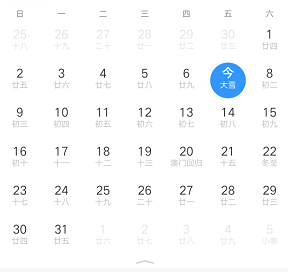 日 一 二 三 四 五 六
25 26 27 28 29 30 1
十八 十九 二十 廿一 廿二 廿三 廿四
2 3 4 5 6 今 8
廿五 廿六 廿七 廿八 廿九 大雪 初二
9 10 11 12 13 14 15
初三 初四 初五 初六 初七 初八 初九
16 17 18 19 20 21 22
初十 十一 十二 十三 澳门回归 十五 冬至
23 24 25 26 27 28 29
十七 十八 十九 二十 廿一 廿二 廿三
30 31 1 2 3 4 5
廿四 廿五 廿六 廿七 廿八 廿九 小寒